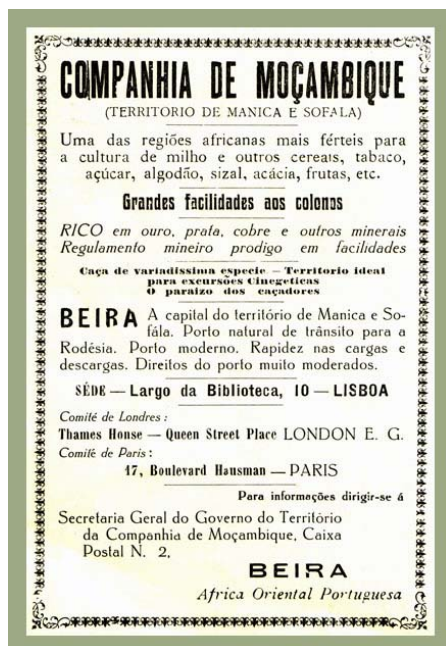 COMPANHIA DE MOÇAMBIQUE
(TERRITORIO DE MANICA E SOFALA)
Uma das regiões africanas mais férteis para
a cultura de milho e outros cereais, tabaco,
açúcar, algodão, sizal, acácia, frutas, etc.
Grandes facilidades aos colonos
RICO em ouro, prata, cobre e outros minerais
Regulamento mineiro prodigo em facilidades
Caça de variadissima especie — Territorio ideal
para excursões Cinegeticas
O paraizo dos caçadores
BEIRA A capital do território de Manica e So-
fála. Porto natural de trânsito para a
Rodésia. Porto moderno. Rapidez nas cargas e
descargas. Direitos do porto muito moderados.
SÉDE — Largo da Biblioteca, 10 — LISBOA
Comité de Londres :
Thames House — Queen Street Place LONDON E. G.
Comité de Paris :
17, Boulevard Hausman — PARIS
Para informações dirigir-se á
Secretaria Geral do Governo do Território
da Companhia de Moçambique, Caixa
Postal N. 2,
BEIRA
Africa Oriental Portuguesa